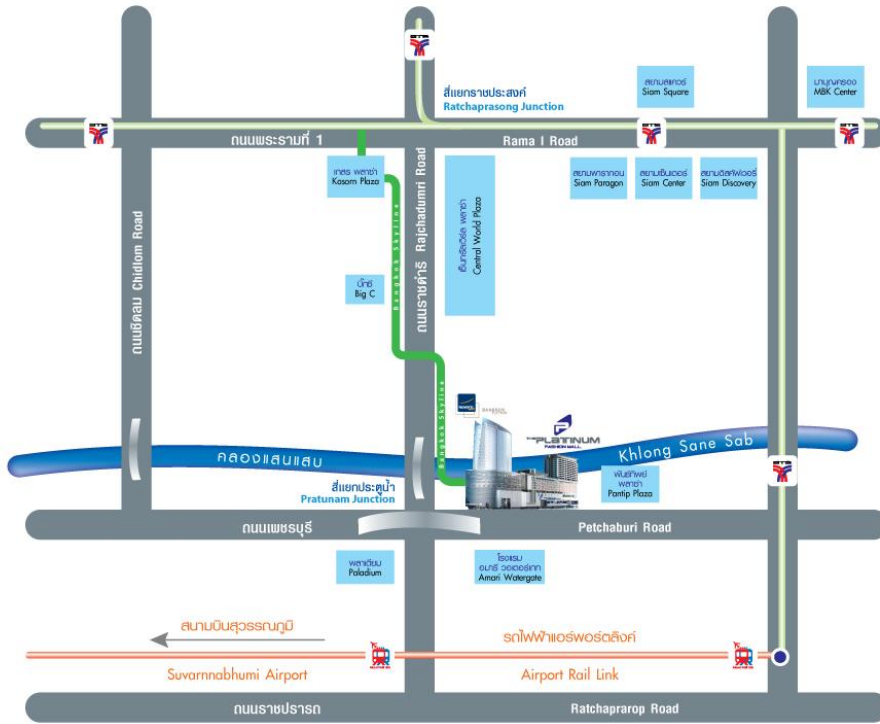 สี่แยกราชประสงค์
Ratchaprasong Junction
สยามสแควร์
Siam Square
มาบุญครอง
MBK Center
ถนนพระรามที่ 1
Rama I Road
เกสร พลาซ่า
Kasorn Plaza
สยามพารากอน
Siam Paragon
สยามเซ็นเตอร์
Siam Center
สยามดิสคัฟเวอรี่
Siam Discovery
ถนนชิดลม Chidlom Road
Bangkok Skyline
ถนนราชดำริ Rajchadumri Road
เซ็นทรัลเวิร์ล พลาซ่า
Central World Plaza
บิ๊กซี
Big C
Bangkok Skyline
THE PLATINUM
FASHION MALL
คลองแสนแสบ
Khlong Sane Sab
พันธ์ทิพย์
พลาซ่า
Pantip Plaza
สี่แยกประตูน้ำ
Pratunam Junction
ถนนเพชรบุรี
Petchaburi Road
พลาเดียม
Paladium
โรงแรม
อมารี วอเตอร์เกท
Amari Watergate
สนามบินสุวรรณภูมิ
รถไฟฟ้าแอร์พอร์ตลิงค์
Suvarnnabhumi Airport
Airport Rail Link
ถนนราชปรารถ
Ratchaprarop Road